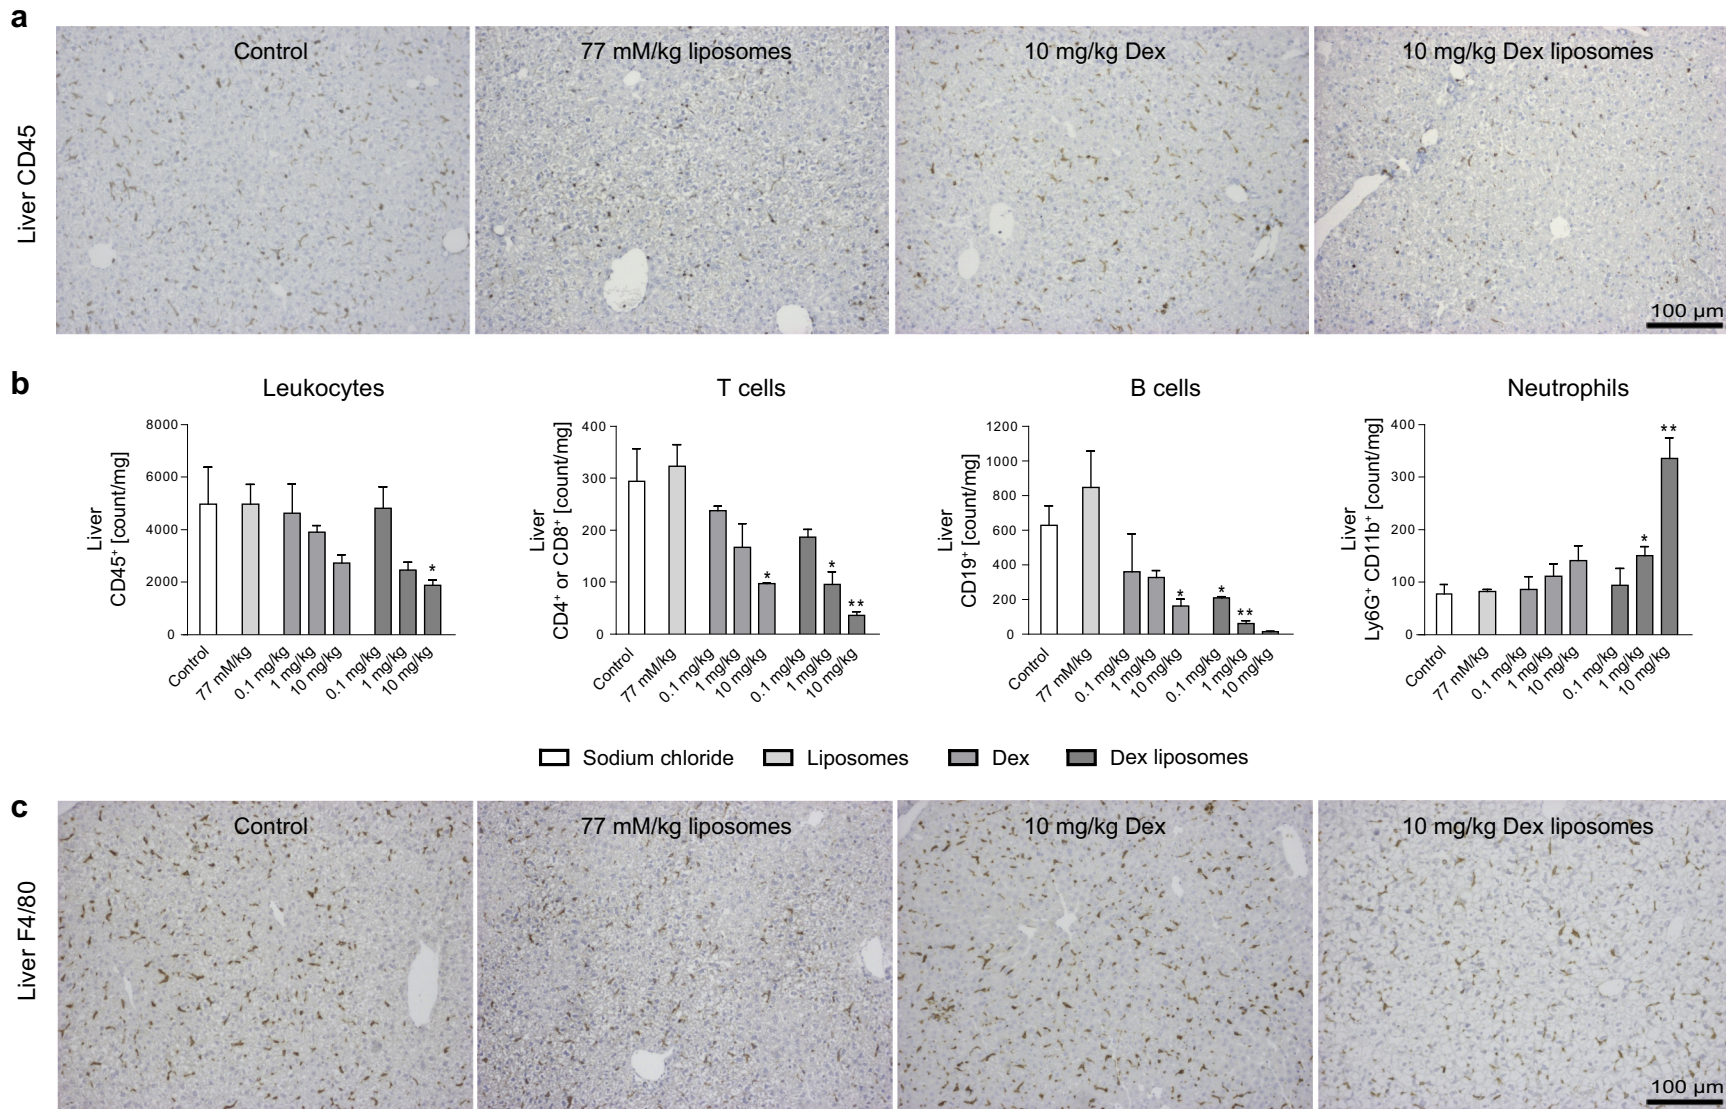 a
Control
77 mM/kg liposomes
10 mg/kg Dex
10 mg/kg Dex liposomes
Liver CD45
100 µm
b
Leukocytes
Liver
CD45⁺ [count/mg]
8000
6000
4000
2000
0
*
Control
77 mM/kg
0.1 mg/kg
1 mg/kg
10 mg/kg
0.1 mg/kg
1 mg/kg
10 mg/kg
T cells
Liver
CD4⁺ or CD8⁺ [count/mg]
400
300
200
100
0
*
*
**
Control
77 mM/kg
0.1 mg/kg
1 mg/kg
10 mg/kg
0.1 mg/kg
1 mg/kg
10 mg/kg
B cells
Liver
CD19⁺ [count/mg]
1200
1000
800
600
400
200
0
*
*
**
Control
77 mM/kg
0.1 mg/kg
1 mg/kg
10 mg/kg
0.1 mg/kg
1 mg/kg
10 mg/kg
Neutrophils
Liver
Ly6G⁺ CD11b⁺ [count/mg]
400
300
200
100
0
*
**
Control
77 mM/kg
0.1 mg/kg
1 mg/kg
10 mg/kg
0.1 mg/kg
1 mg/kg
10 mg/kg
Sodium chloride
Liposomes
Dex
Dex liposomes
c
Control
77 mM/kg liposomes
10 mg/kg Dex
10 mg/kg Dex liposomes
Liver F4/80
100 µm